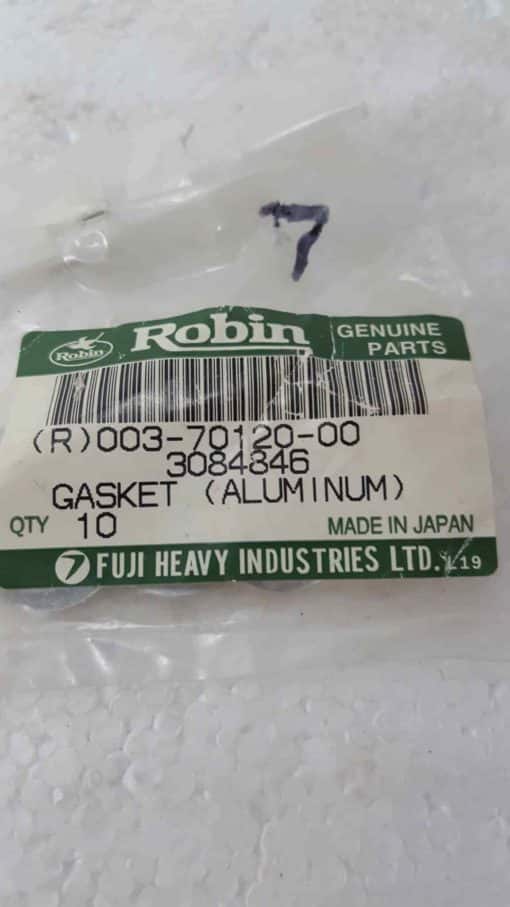 7
Robin
Robin
GENUINE
PARTS
(R)003-70120-00
3084846
GASKET (ALUMINUM)
QTY 10
MADE IN JAPAN
7 FUJI HEAVY INDUSTRIES LTD.